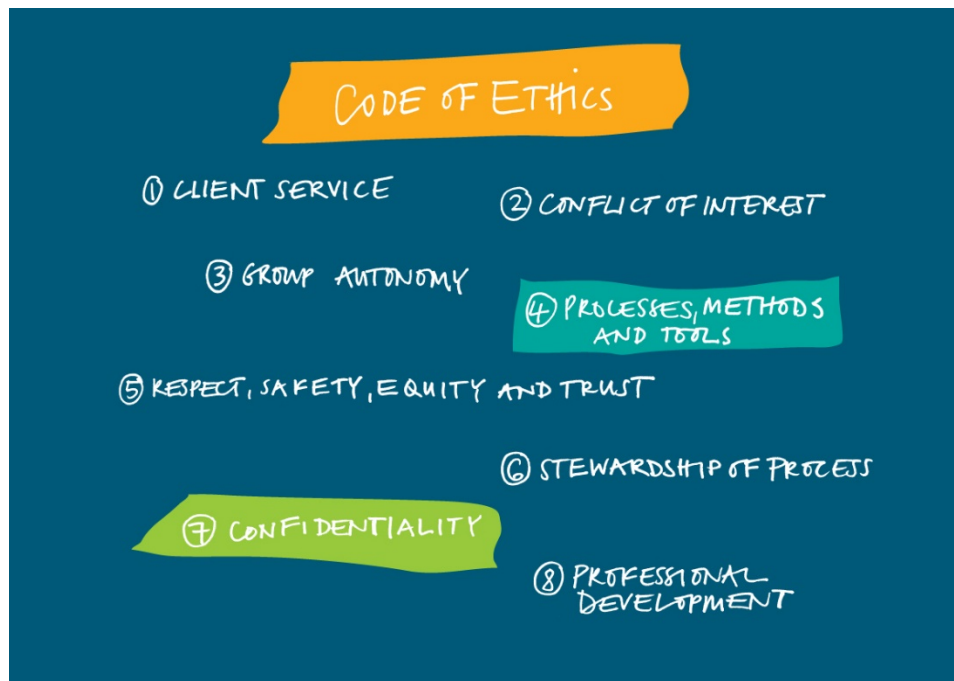 CODE OF ETHICS
① CLIENT SERVICE
② CONFLICT OF INTEREST
③ GROUP AUTONOMY
④ PROCESSES, METHODS
AND TOOLS
⑤ RESPECT, SAFETY, EQUITY AND TRUST
⑥ STEWARDSHIP OF PROCESS
⑦ CONFIDENTIALITY
⑧ PROFESSIONAL
DEVELOPMENT